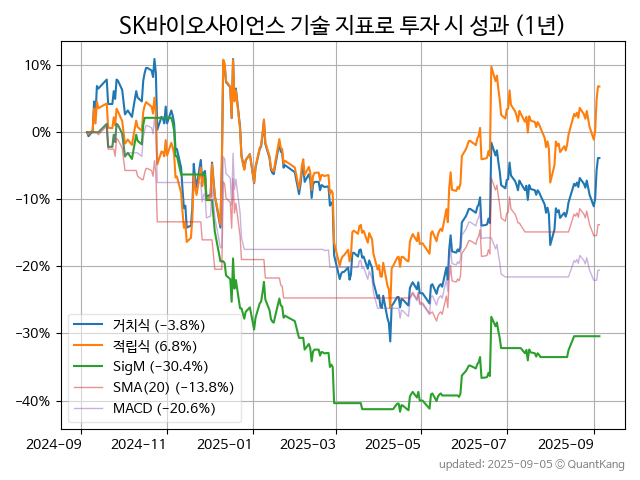 SK바이오사이언스 기술 지표로 투자 시 성과 (1년)
10%
0%
−10%
−20%
−30%
−40%
거치식 (−3.8%)
적립식 (6.8%)
SigM (−30.4%)
SMA(20) (−13.8%)
MACD (−20.6%)
2024-09
2024-11
2025-01
2025-03
2025-05
2025-07
2025-09
updated: 2025-09-05 © QuantKang